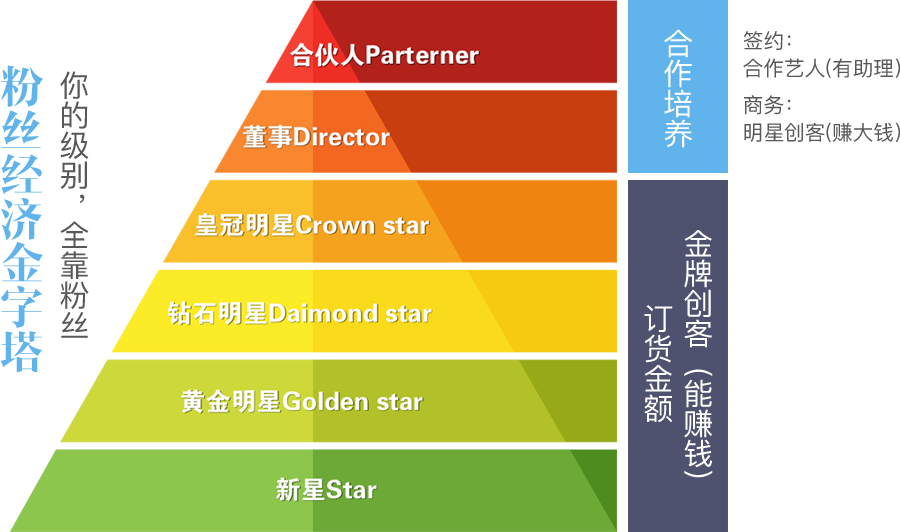 粉丝经济金字塔
你的级别，全靠粉丝
合伙人Parterner
董事Director
皇冠明星Crown star
钻石明星Daimond star
黄金明星Golden star
新星Star
合作培养
金牌创客（能赚钱）
订货金额
签约：
合作艺人(有助理)
商务：
明星创客(赚大钱)